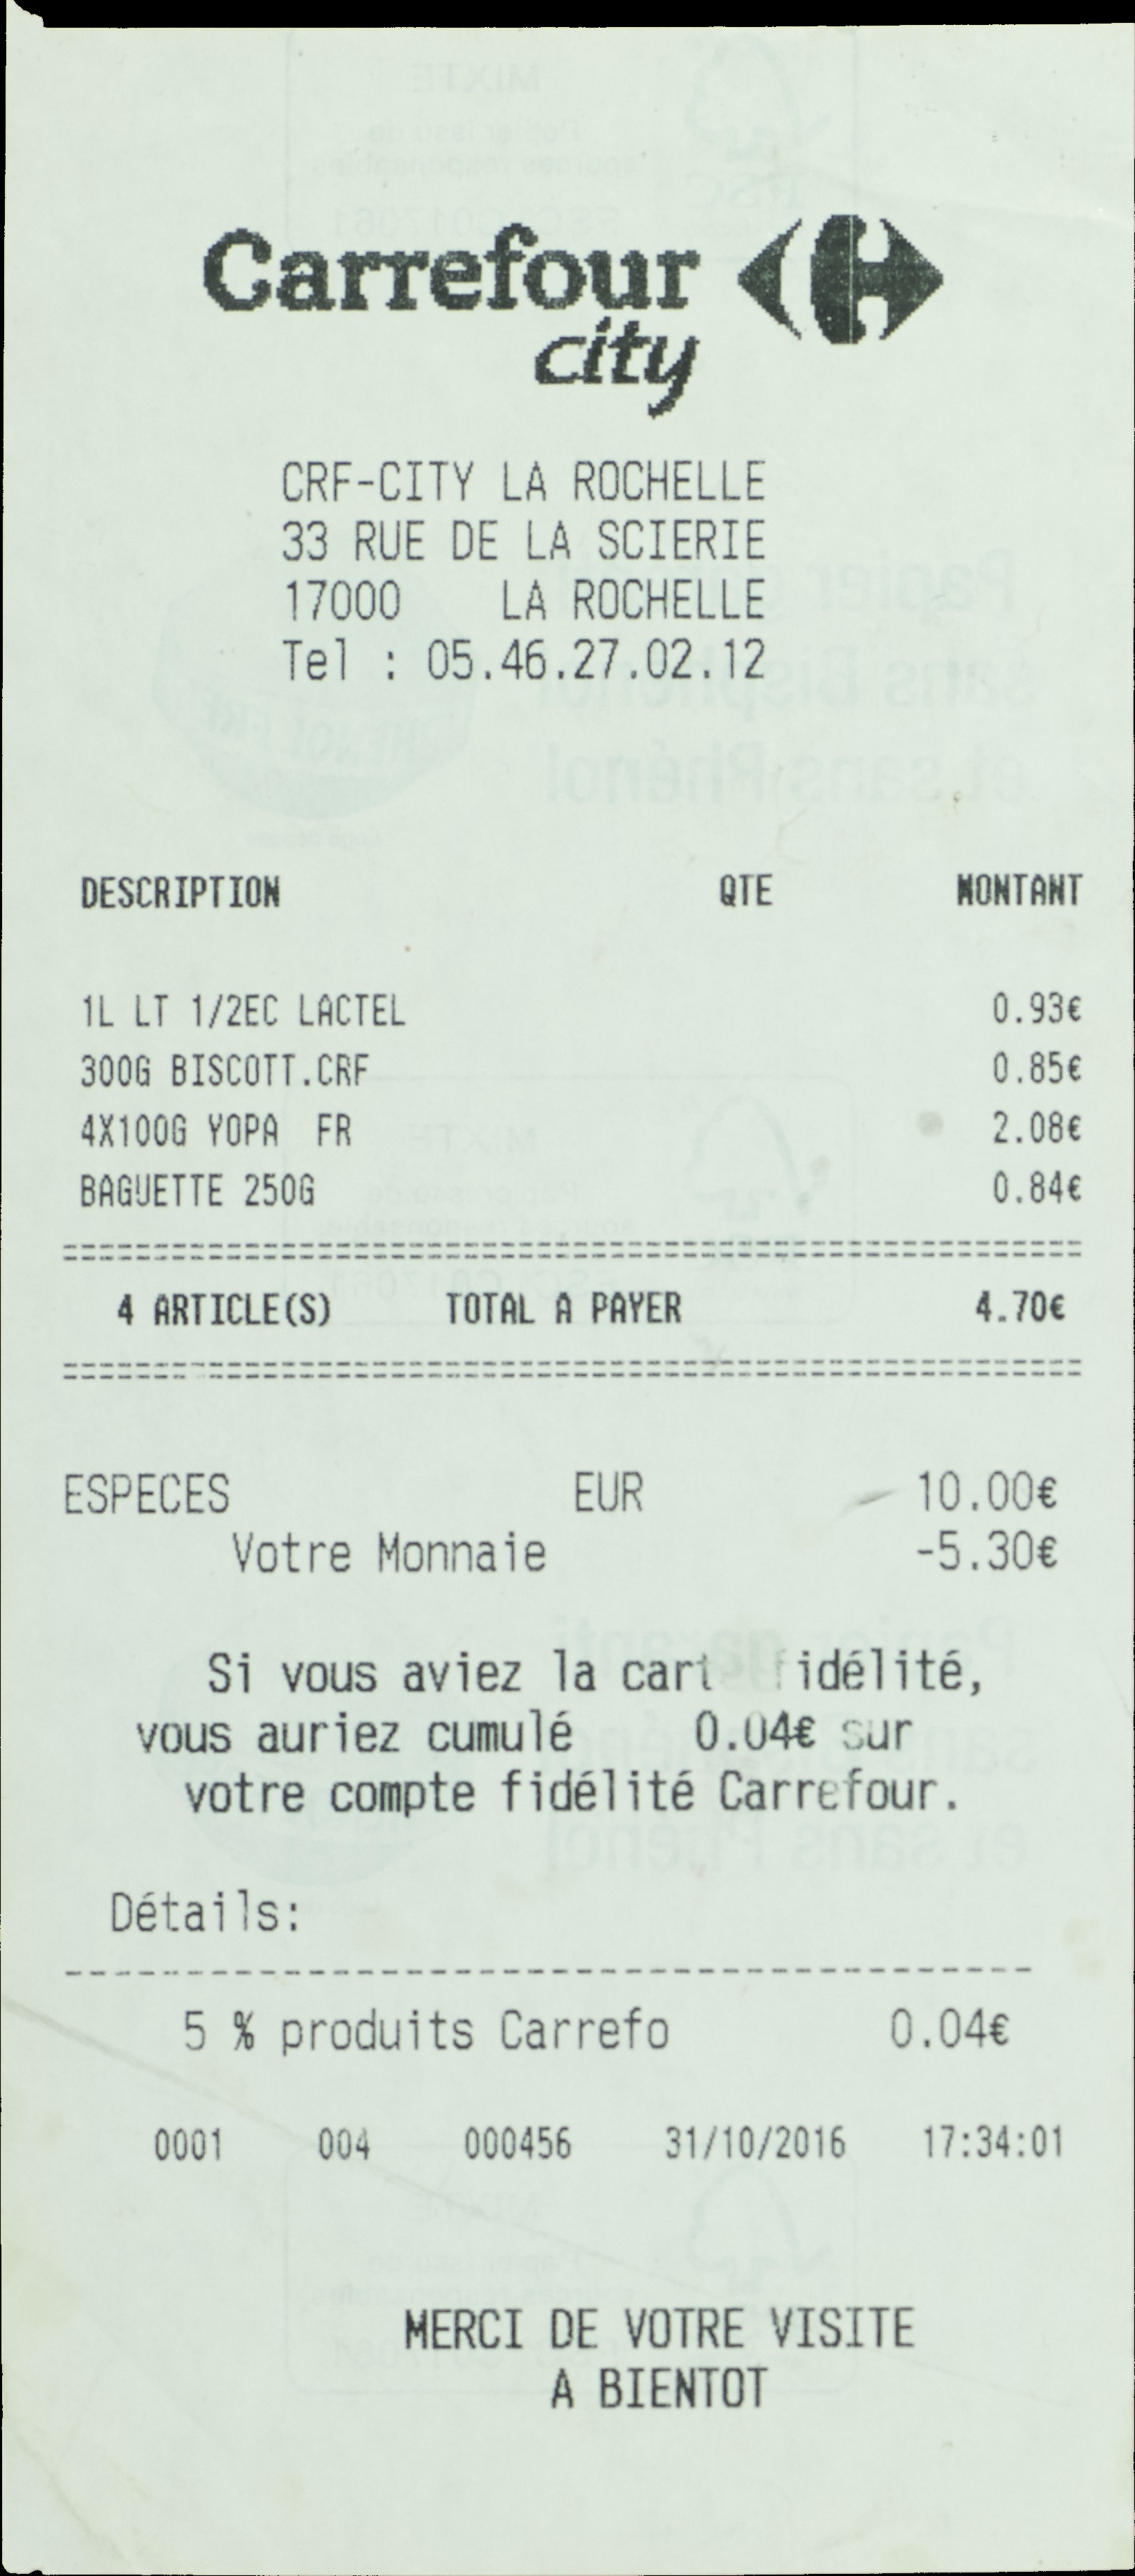 Carrefour
city
CRF-CITY LA ROCHELLE
33 RUE DE LA SCIERIE
17000 LA ROCHELLE
Tel : 05.46.27.02.12
DESCRIPTION QTE MONTANT
1L LT 1/2EC LACTEL 0.93€
300G BISCOTT.CRF 0.85€
4X100G YOPA FR 2.08€
BAGUETTE 250G 0.84€
4 ARTICLE(S) TOTAL A PAYER 4.70€
ESPECES EUR 10.00€
Votre Monnaie -5.30€
Si vous aviez la cart idélité,
vous auriez cumulé 0.04€ sur
votre compte fidélité Carrefour.
Détails:
5 % produits Carrefo 0.04€
0001 004 000456 31/10/2016 17:34:01
MERCI DE VOTRE VISITE
A BIENTOT